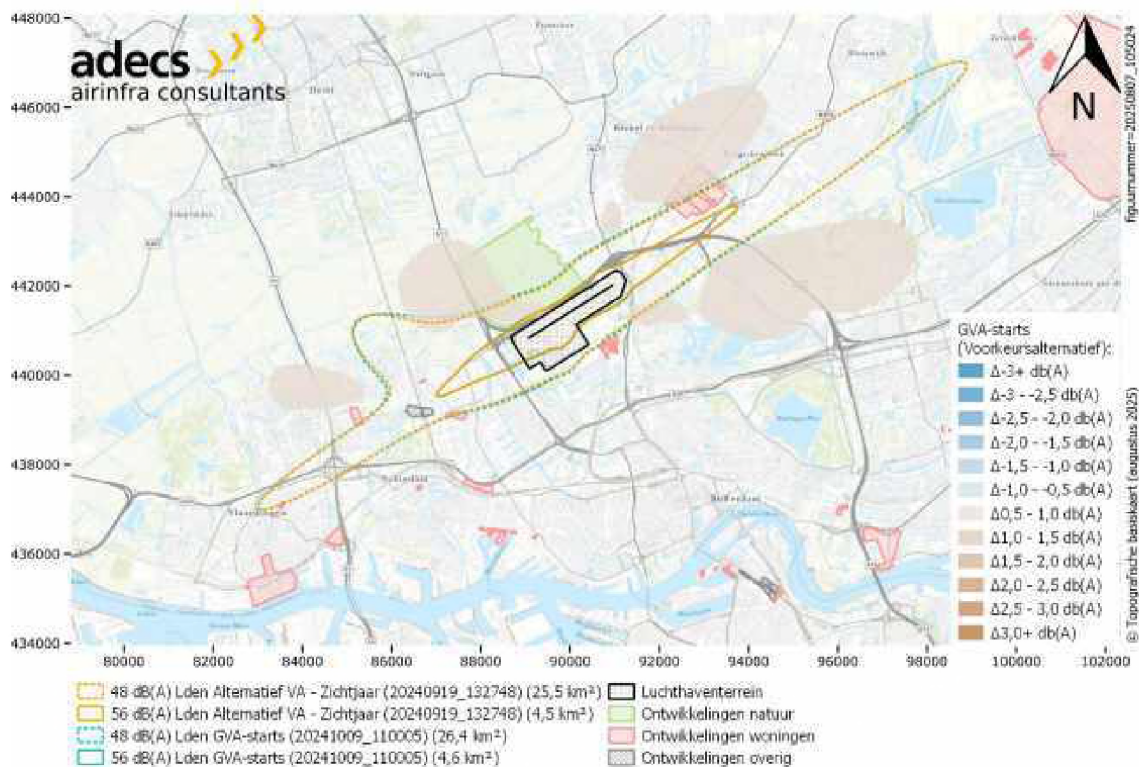 adecs
airinfra consultants
N
448000
446000
444000
442000
440000
438000
436000
434000
80000 82000 84000 86000 88000 90000 92000 94000 96000 98000 100000 102000
figuurnummer=20250807_105024
© Topografische basiskaart (augustus 2025)
Schiedam
GVA-starts
(Voorkeursalternatief):
Δ-3+ db(A)
Δ-3 - -2,5 db(A)
Δ-2,5 - -2,0 db(A)
Δ-2,0 - -1,5 db(A)
Δ-1,5 - -1,0 db(A)
Δ-1,0 - -0,5 db(A)
Δ0,5 - 1,0 db(A)
Δ1,0 - 1,5 db(A)
Δ1,5 - 2,0 db(A)
Δ2,0 - 2,5 db(A)
Δ2,5 - 3,0 db(A)
Δ3,0+ db(A)
48 dB(A) Lden Alternatief VA - Zichtjaar (20240919_132748) (25,5 km²)
56 dB(A) Lden Alternatief VA - Zichtjaar (20240919_132748) (4,5 km²)
48 dB(A) Lden GVA-starts (20241009_110005) (26,4 km²)
56 dB(A) Lden GVA-starts (20241009_110005) (4,6 km²)
Luchthaventerrein
Ontwikkelingen natuur
Ontwikkelingen woningen
Ontwikkelingen overig